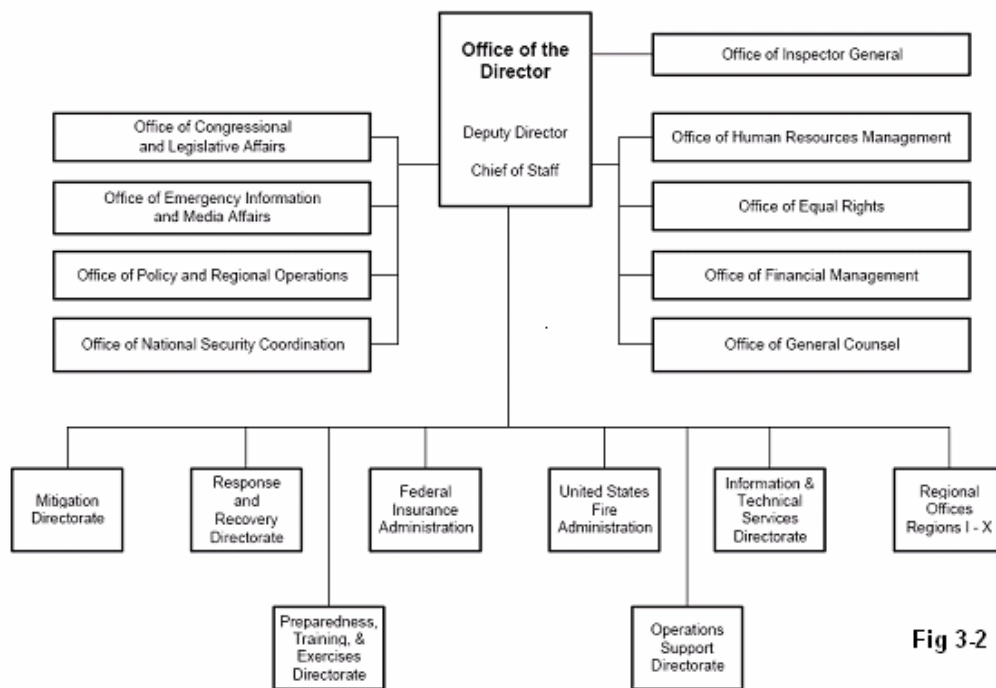 Office of the
Director
Deputy Director
Chief of Staff
Office of Inspector General
Office of Congressional
and Legislative Affairs
Office of Emergency Information
and Media Affairs
Office of Policy and Regional Operations
Office of National Security Coordination
Office of Human Resources Management
Office of Equal Rights
Office of Financial Management
Office of General Counsel
Mitigation
Directorate
Response
and
Recovery
Directorate
Federal
Insurance
Administration
United States
Fire
Administration
Information &
Technical
Services
Directorate
Regional
Offices
Regions I - X
Preparedness,
Training, &
Exercises
Directorate
Operations
Support
Directorate
Fig 3-2